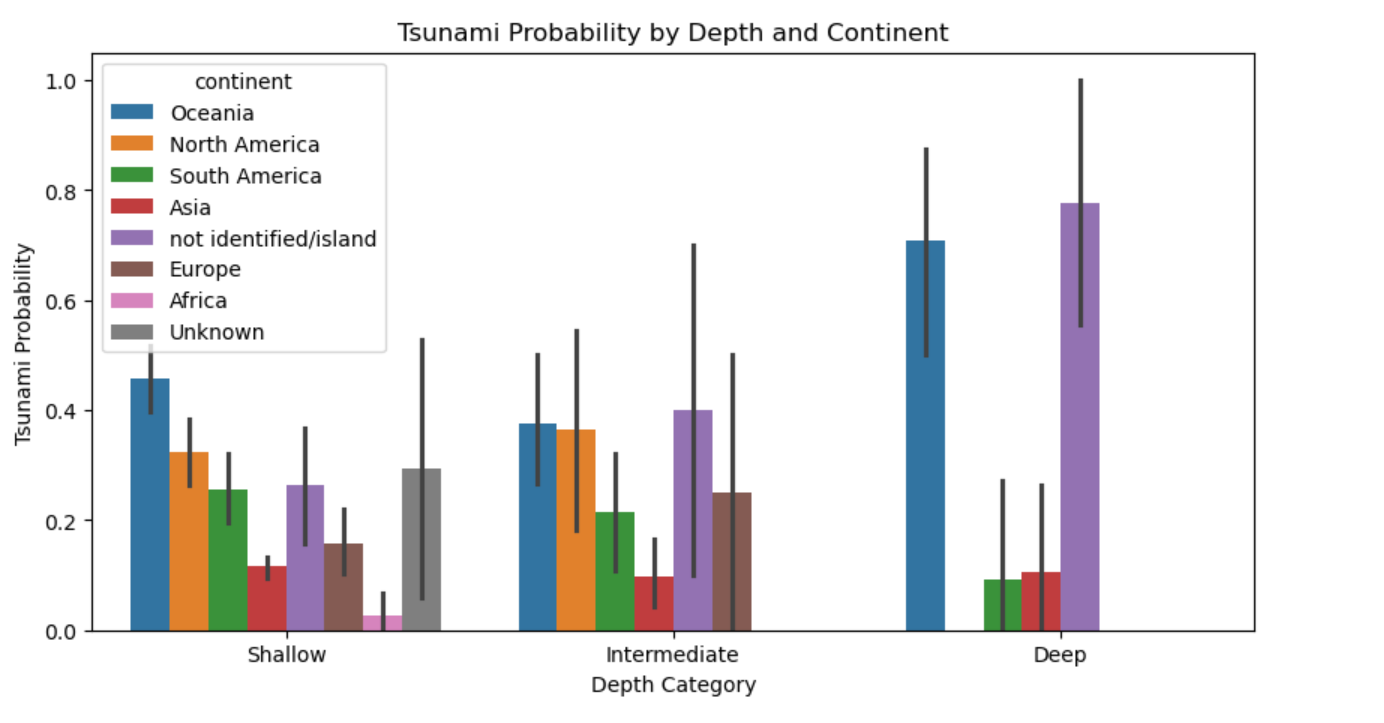 Tsunami Probability by Depth and Continent
continent
Oceania
North America
South America
Asia
not identified/island
Europe
Africa
Unknown
1.0
0.8
0.6
0.4
0.2
0.0
Tsunami Probability
Shallow
Intermediate
Deep
Depth Category